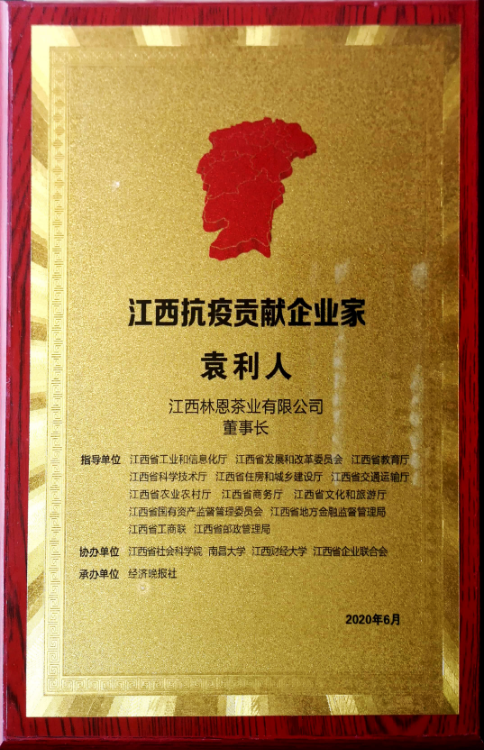 江西抗疫贡献企业家
袁利人
江西林恩茶业有限公司
董事长
指导单位 江西省工业和信息化厅 江西省发展和改革委员会 江西省教育厅
江西省科学技术厅 江西省住房和城乡建设厅 江西省交通运输厅
江西省农业农村厅 江西省商务厅 江西省文化和旅游厅
江西省国有资产监督管理委员会 江西省地方金融监督管理局
江西省工商联 江西省邮政管理局
协办单位 江西省社会科学院 南昌大学 江西财经大学 江西省企业联合会
承办单位 经济晚报社
2020年6月